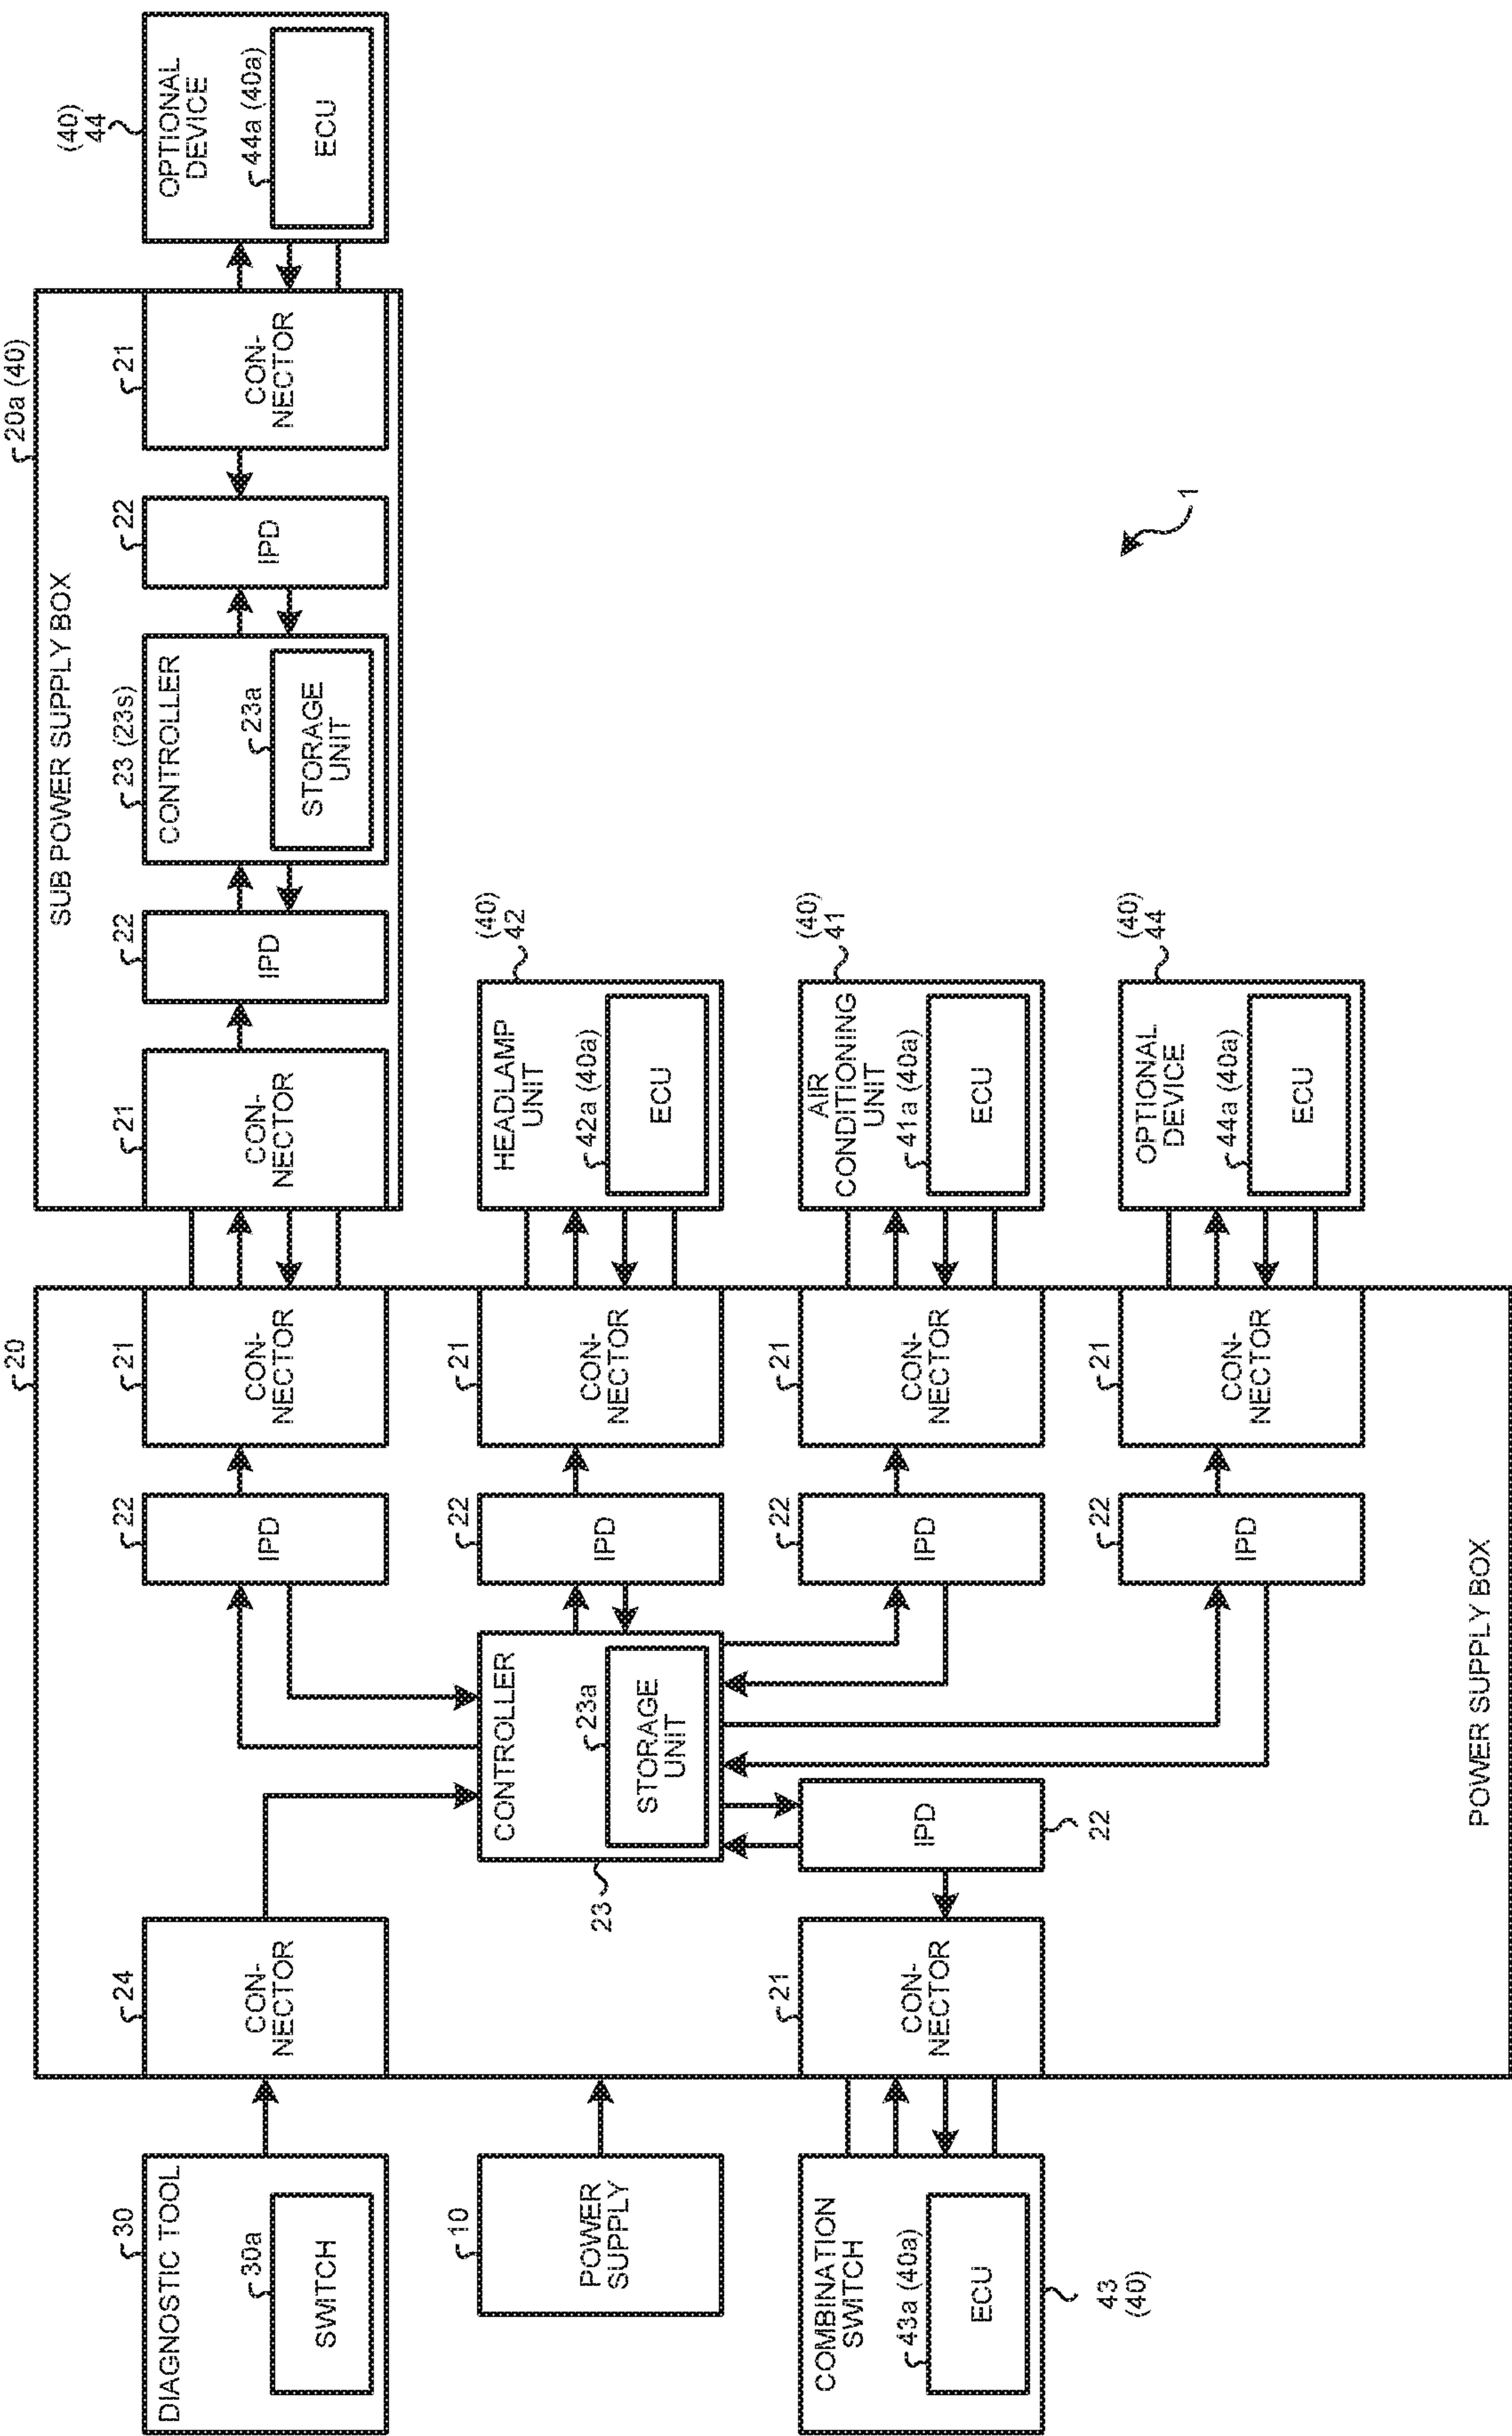 30
DIAGNOSTIC TOOL
30a
SWITCH
10
POWER
SUPPLY
COMBINATION
SWITCH
43a (40a)
ECU
43
(40)
20
24
CON-
NECTOR
21
CON-
NECTOR
23
CONTROLLER
23a
STORAGE
UNIT
IPD
22
22
IPD
21
CON-
NECTOR
22
IPD
21
CON-
NECTOR
22
IPD
21
CON-
NECTOR
22
IPD
21
CON-
NECTOR
POWER SUPPLY BOX
20a (40)
SUB POWER SUPPLY BOX
21
CON-
NECTOR
22
IPD
23 (23s)
CONTROLLER
23a
STORAGE
UNIT
22
IPD
21
CON-
NECTOR
(40)
44
OPTIONAL
DEVICE
44a (40a)
ECU
(40)
42
HEADLAMP
UNIT
42a (40a)
ECU
(40)
41
AIR
CONDITIONING
UNIT
41a (40a)
ECU
(40)
44
OPTIONAL
DEVICE
44a (40a)
ECU
1